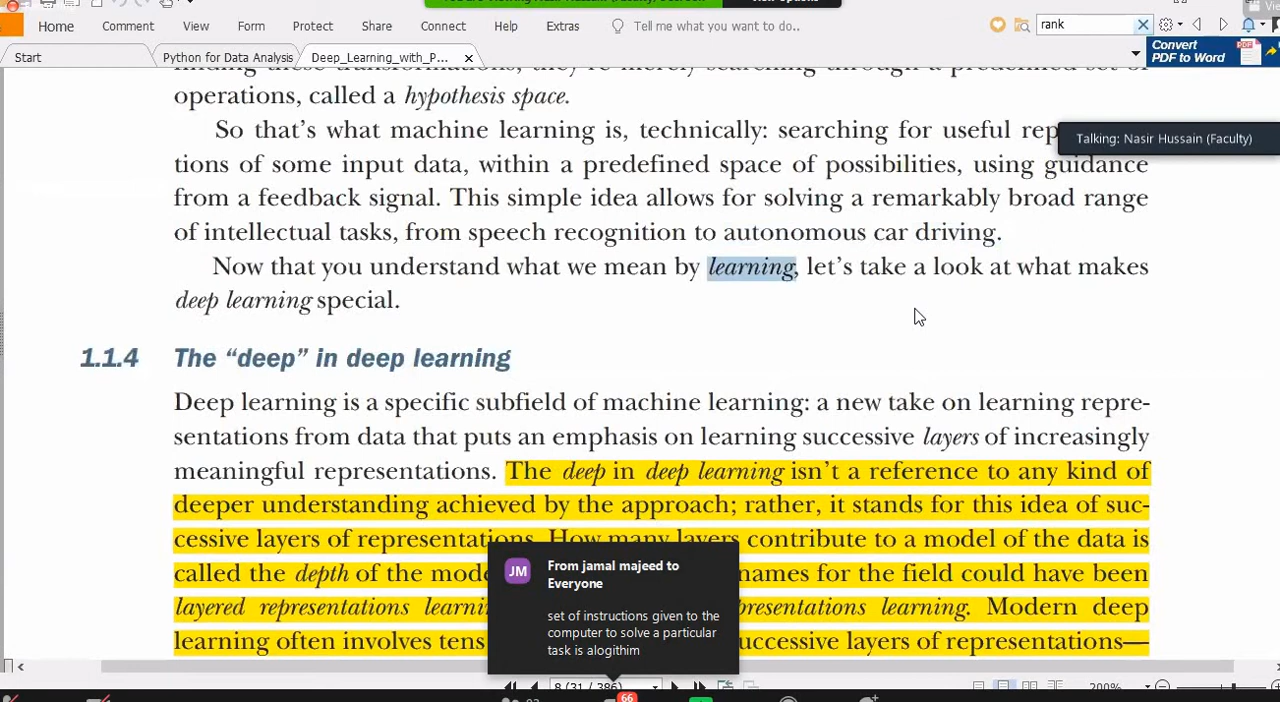 Home Comment View Form Protect Share Connect Help Extras Tell me what you want to do.. rank
Start Python for Data Analysis Deep_Learning_with_P...
Convert
PDF to Word
operations, called a hypothesis space.
So that's what machine learning is, technically: searching for useful
Talking: Nasir Hussain (Faculty)
tions of some input data, within a predefined space of possibilities, using guidance
from a feedback signal. This simple idea allows for solving a remarkably broad range
of intellectual tasks, from speech recognition to autonomous car driving.
Now that you understand what we mean by learning, let's take a look at what makes
deep learning special.
1.1.4 The “deep” in deep learning
Deep learning is a specific subfield of machine learning: a new take on learning repre-
sentations from data that puts an emphasis on learning successive layers of increasingly
meaningful representations. The deep in deep learning isn't a reference to any kind of
deeper understanding achieved by the approach; rather, it stands for this idea of suc-
cessive layers of representations. How many layers contribute to a model of the data is
called the depth of the mode names for the field could have been
layered representations learni presentations learning. Modern deep
learning often involves tens uccessive layers of representations—
JM
From jamal majeed to
Everyone
set of instructions given to the
computer to solve a particular
task is alogithim
8 (31 / 386) 200%
66